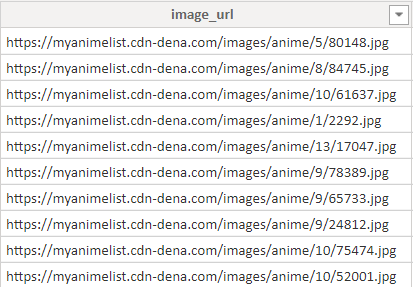 image_url
https://myanimelist.cdn-dena.com/images/anime/5/80148.jpg
https://myanimelist.cdn-dena.com/images/anime/8/84745.jpg
https://myanimelist.cdn-dena.com/images/anime/10/61637.jpg
https://myanimelist.cdn-dena.com/images/anime/1/2292.jpg
https://myanimelist.cdn-dena.com/images/anime/13/17047.jpg
https://myanimelist.cdn-dena.com/images/anime/9/78389.jpg
https://myanimelist.cdn-dena.com/images/anime/9/65733.jpg
https://myanimelist.cdn-dena.com/images/anime/9/24812.jpg
https://myanimelist.cdn-dena.com/images/anime/10/75474.jpg
https://myanimelist.cdn-dena.com/images/anime/10/52001.jpg